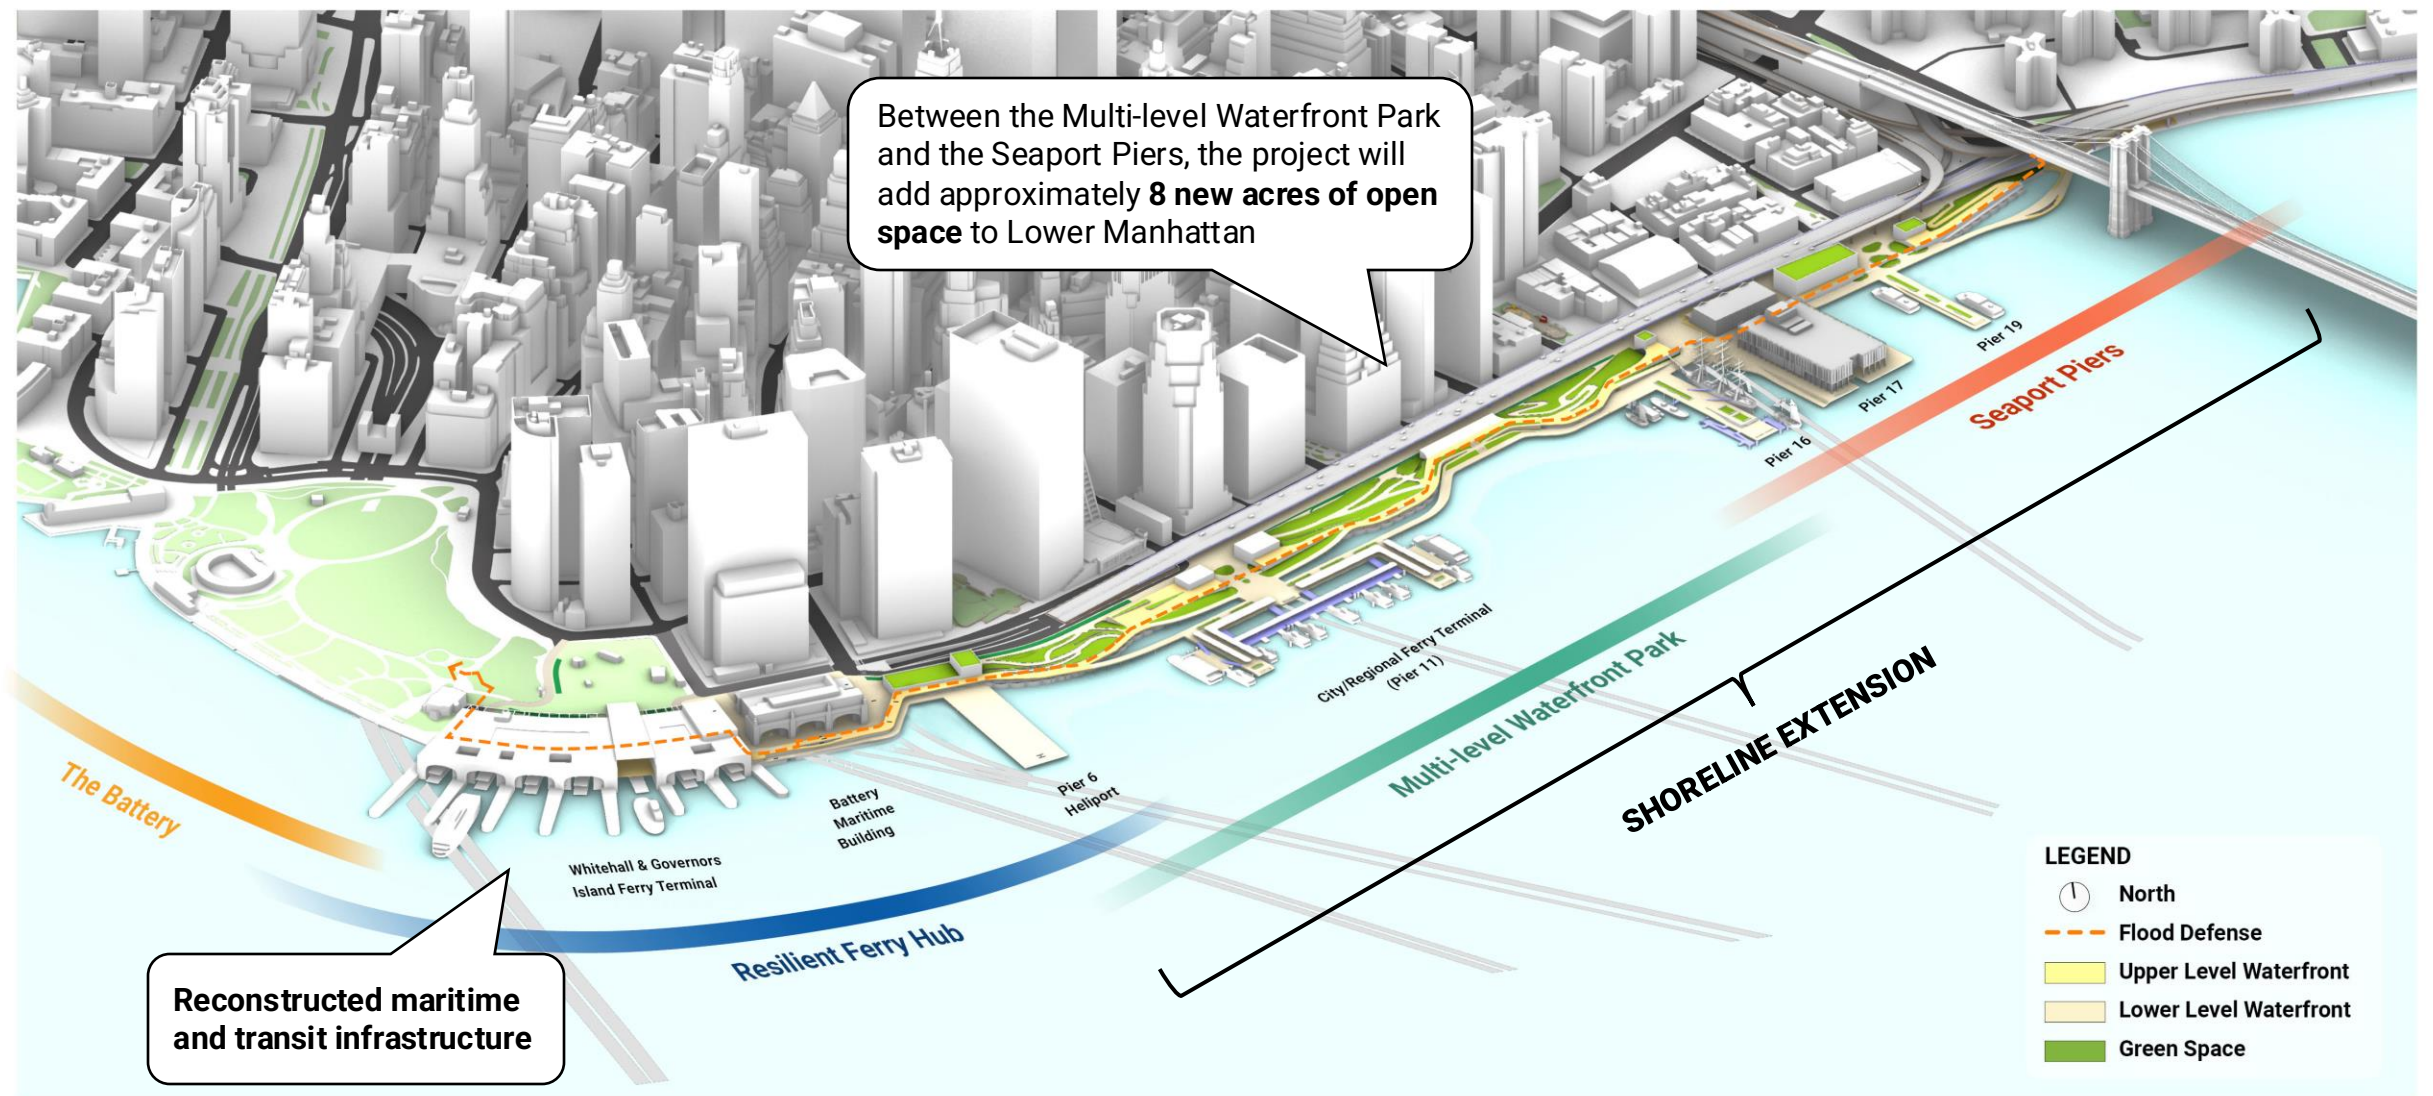 Between the Multi-level Waterfront Park
and the Seaport Piers, the project will
add approximately 8 new acres of open
space to Lower Manhattan
Pier 19
Seaport Piers
Pier 17
Pier 16
City/Regional Ferry Terminal
(Pier 11)
Multi-level Waterfront Park
SHORELINE EXTENSION
The Battery
Pier 6
Heliport
Battery
Maritime
Building
Whitehall & Governors
Island Ferry Terminal
Resilient Ferry Hub
Reconstructed maritime
and transit infrastructure
LEGEND
North
Flood Defense
Upper Level Waterfront
Lower Level Waterfront
Green Space